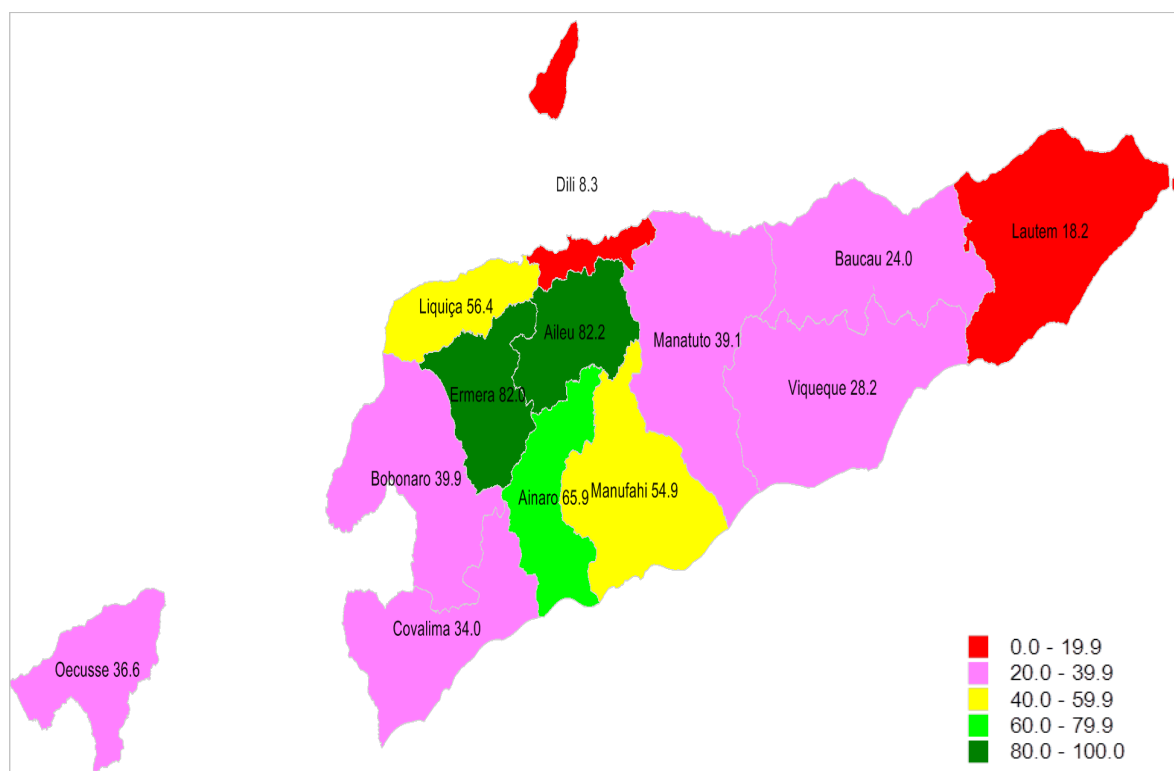 Dili 8.3
Lautem 18.2
Baucau 24.0
Liquiça 56.4
Aileu 82.2
Manatuto 39.1
Viqueque 28.2
Ermera 82.0
Bobonaro 39.9
Ainaro 65.9
Manufahi 54.9
Covalima 34.0
Oecusse 36.6
0.0 - 19.9
20.0 - 39.9
40.0 - 59.9
60.0 - 79.9
80.0 - 100.0